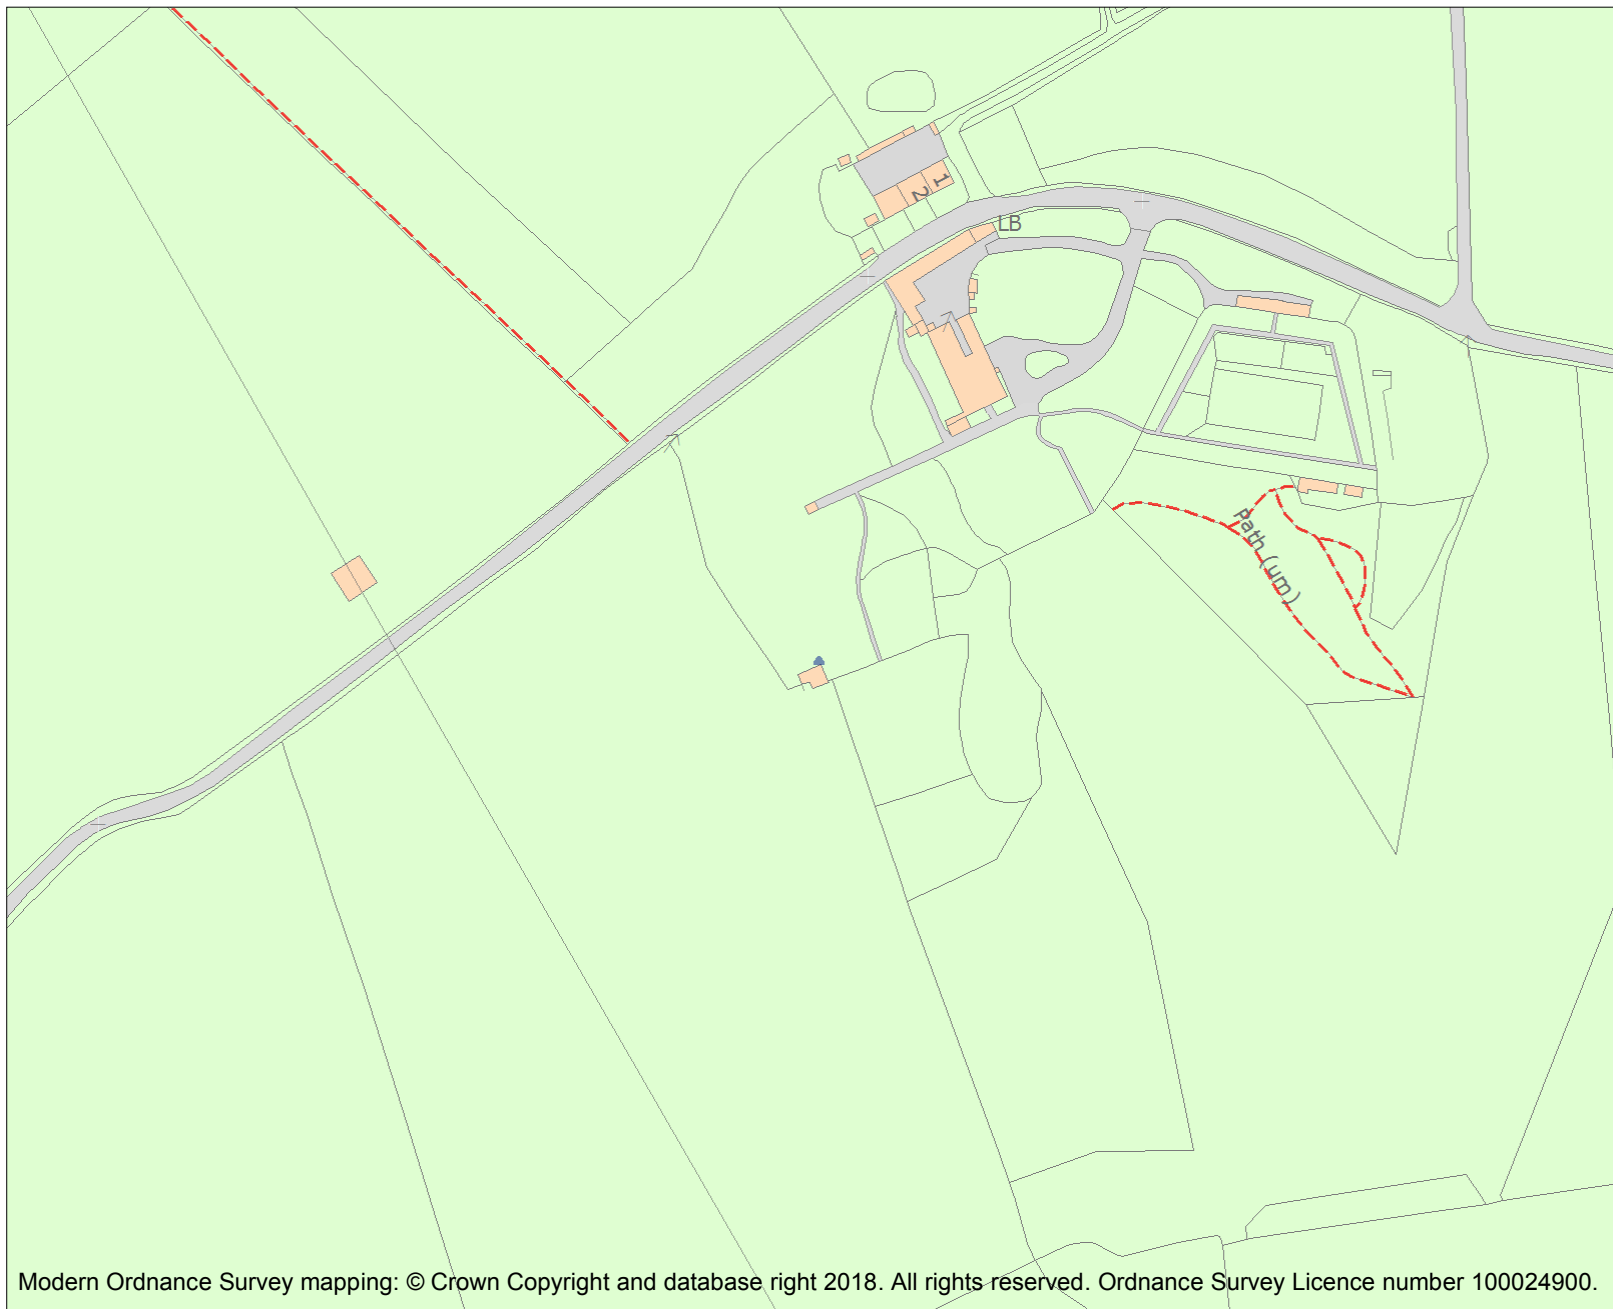 1
2
LB
Path (um)
Modern Ordnance Survey mapping: © Crown Copyright and database right 2018. All rights reserved. Ordnance Survey Licence number 100024900.